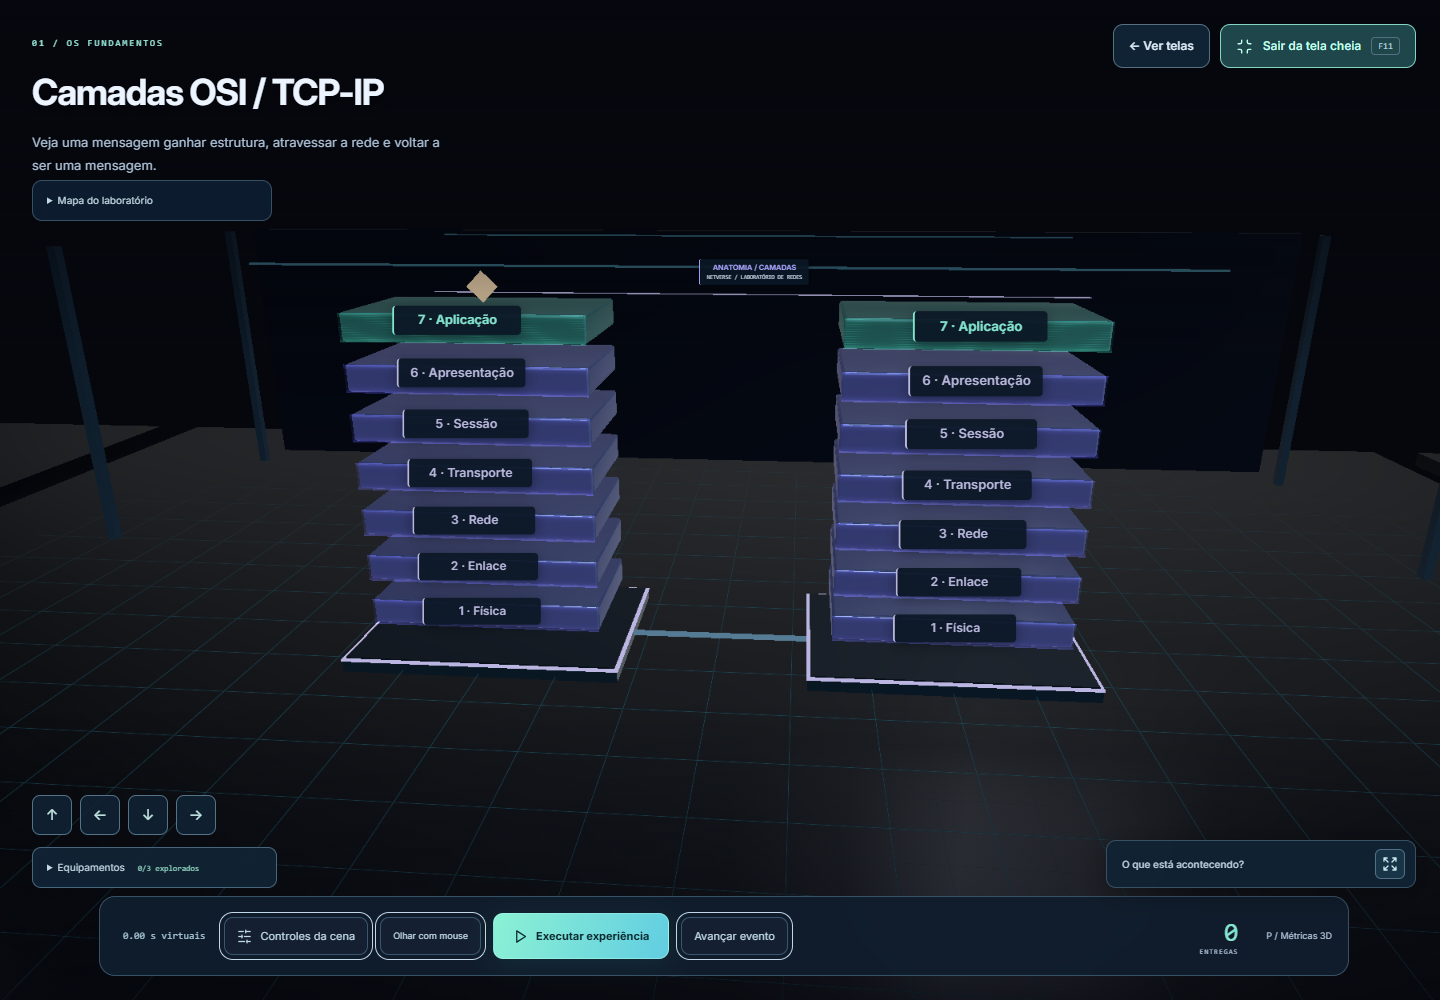 01 / OS FUNDAMENTOS
← Ver telas
Sair da tela cheia F11
Camadas OSI / TCP-IP
Veja uma mensagem ganhar estrutura, atravessar a rede e voltar a
ser uma mensagem.
Mapa do laboratório
ANATOMIA / CAMADAS
NETVERSE / LABORATÓRIO DE REDES
7 · Aplicação
6 · Apresentação
5 · Sessão
4 · Transporte
3 · Rede
2 · Enlace
1 · Física
7 · Aplicação
6 · Apresentação
5 · Sessão
4 · Transporte
3 · Rede
2 · Enlace
1 · Física
↑ ← ↓ →
Equipamentos 0/3 explorados
O que está acontecendo?
0.00 s virtuais
Controles da cena
Olhar com mouse
Executar experiência
Avançar evento
0
ENTREGAS
P / Métricas 3D